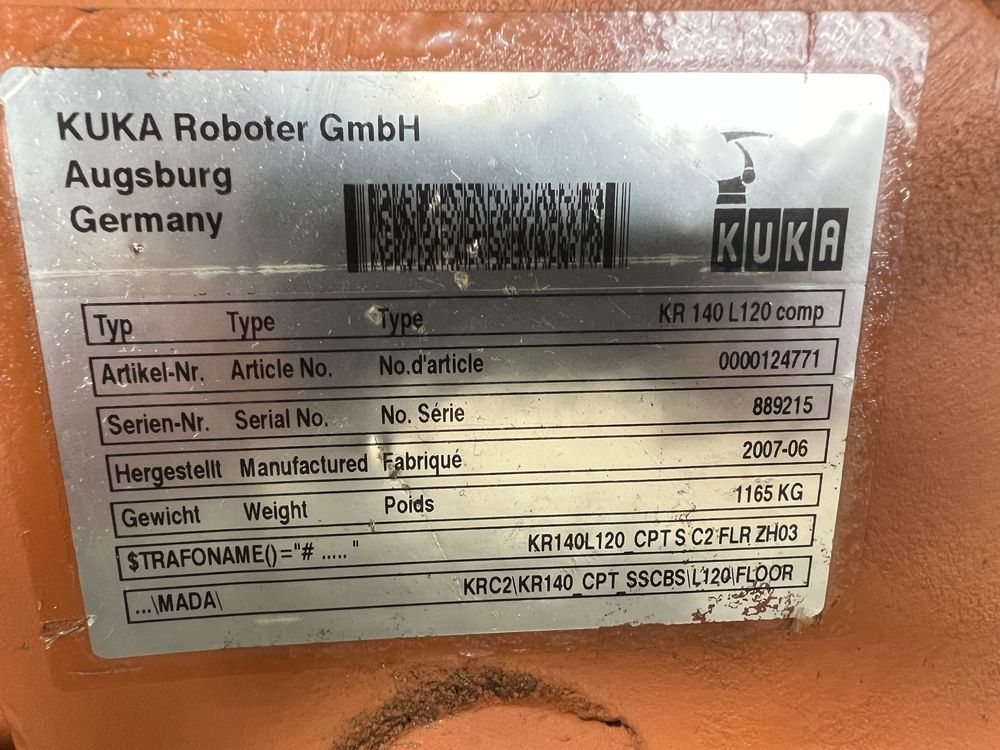 KUKA Roboter GmbH
Augsburg
Germany
KUKA
Typ Type Type KR 140 L120 comp
Artikel-Nr. Article No. No.d'article 0000124771
Serien-Nr. Serial No. No. Série 889215
Hergestellt Manufactured Fabriqué 2007-06
Gewicht Weight Poids 1165 KG
$TRAFONAME()="# ..... " KR140L120_CPT S C2 FLR ZH03
...\MADA\ KRC2\KR140_CPT_SSCBS\L120\FLOOR